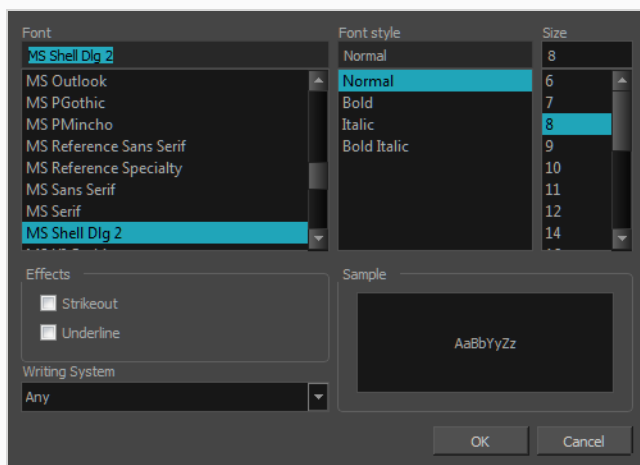 Font
MS Shell Dlg 2
MS Outlook
MS PGothic
MS PMincho
MS Reference Sans Serif
MS Reference Specialty
MS Sans Serif
MS Serif
MS Shell Dlg 2
Font style
Normal
Normal
Bold
Italic
Bold Italic
Size
8
6
7
8
9
10
11
12
14
Effects
Strikeout
Underline
Sample
AaBbYyZz
Writing System
Any
OK
Cancel